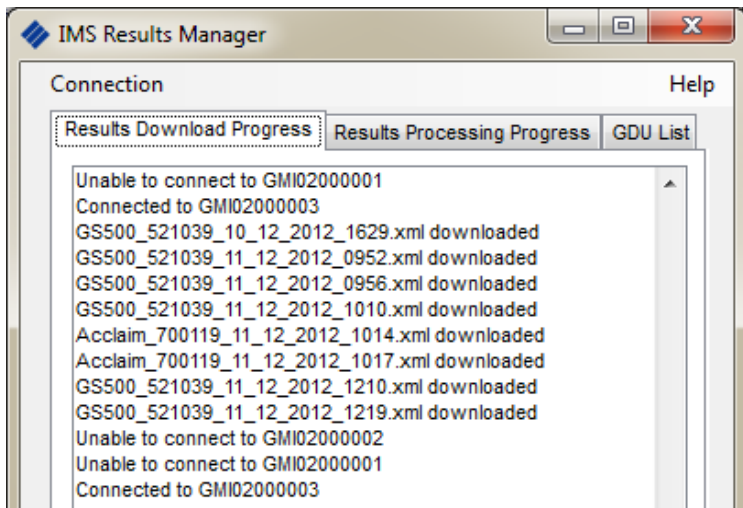 IMS Results Manager
Connection Help
Results Download Progress Results Processing Progress GDU List
Unable to connect to GMI02000001
Connected to GMI02000003
GS500_521039_10_12_2012_1629.xml downloaded
GS500_521039_11_12_2012_0952.xml downloaded
GS500_521039_11_12_2012_0956.xml downloaded
GS500_521039_11_12_2012_1010.xml downloaded
Acclaim_700119_11_12_2012_1014.xml downloaded
Acclaim_700119_11_12_2012_1017.xml downloaded
GS500_521039_11_12_2012_1210.xml downloaded
GS500_521039_11_12_2012_1219.xml downloaded
Unable to connect to GMI02000002
Unable to connect to GMI02000001
Connected to GMI02000003